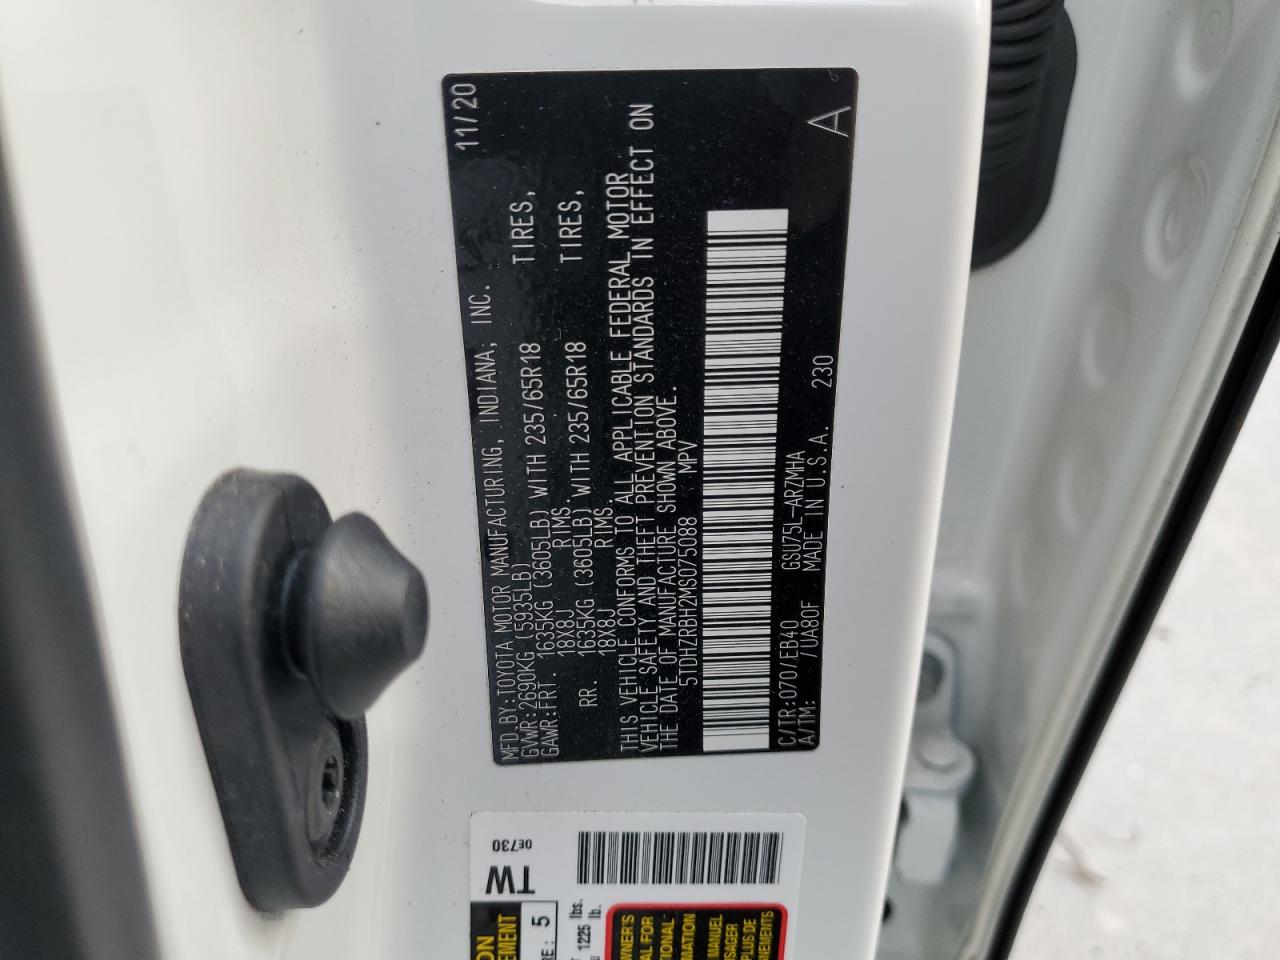 MFD BY:TOYOTA MOTOR MANUFACTURING, INDIANA, INC. 11/20
GVWR:2690KG (5935LB)
GAWR:FRT. 1635KG (3605LB) WITH 235/65R18 TIRES,
18X8J RIMS.
RR. 1635KG (3605LB) WITH 235/65R18 TIRES,
18X8J RIMS.
THIS VEHICLE CONFORMS TO ALL APPLICABLE FEDERAL MOTOR
VEHICLE SAFETY AND THEFT PREVENTION STANDARDS IN EFFECT ON
THE DATE OF MANUFACTURE SHOWN ABOVE.
5TDHZRBH2MS075088 MPV
C/TR:070/EB40 GSU75L-ARZMHA
A/TM: 7UA80F MADE IN U.S.A. 230
A
TW
0E730
5
1225 lbs.
lb.